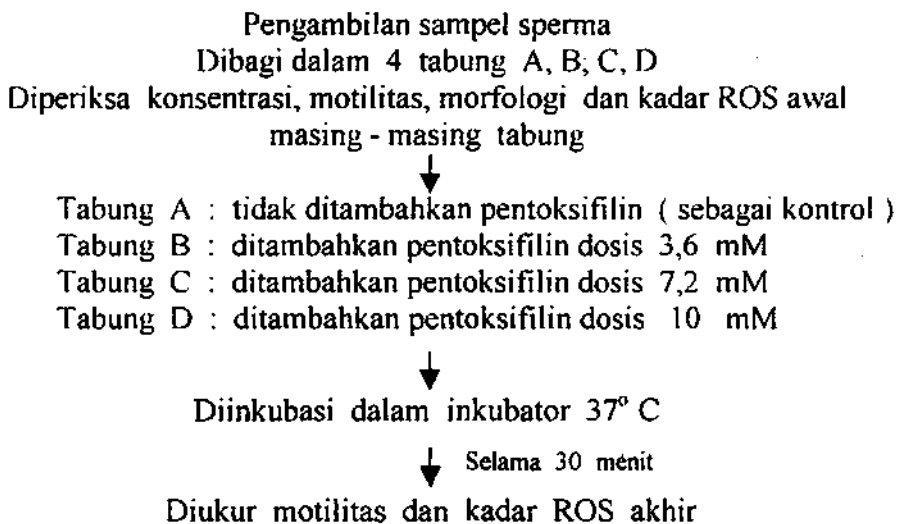 Pengambilan sampel sperma
Dibagi dalam 4 tabung A, B; C, D
Diperiksa konsentrasi, motilitas, morfologi dan kadar ROS awal
masing - masing tabung
Tabung A : tidak ditambahkan pentoksifilin ( sebagai kontrol )
Tabung B : ditambahkan pentoksifilin dosis 3,6 mM
Tabung C : ditambahkan pentoksifilin dosis 7,2 mM
Tabung D : ditambahkan pentoksifilin dosis 10 mM
Diinkubasi dalam inkubator 37° C
Selama 30 menit
Diukur motilitas dan kadar ROS akhir